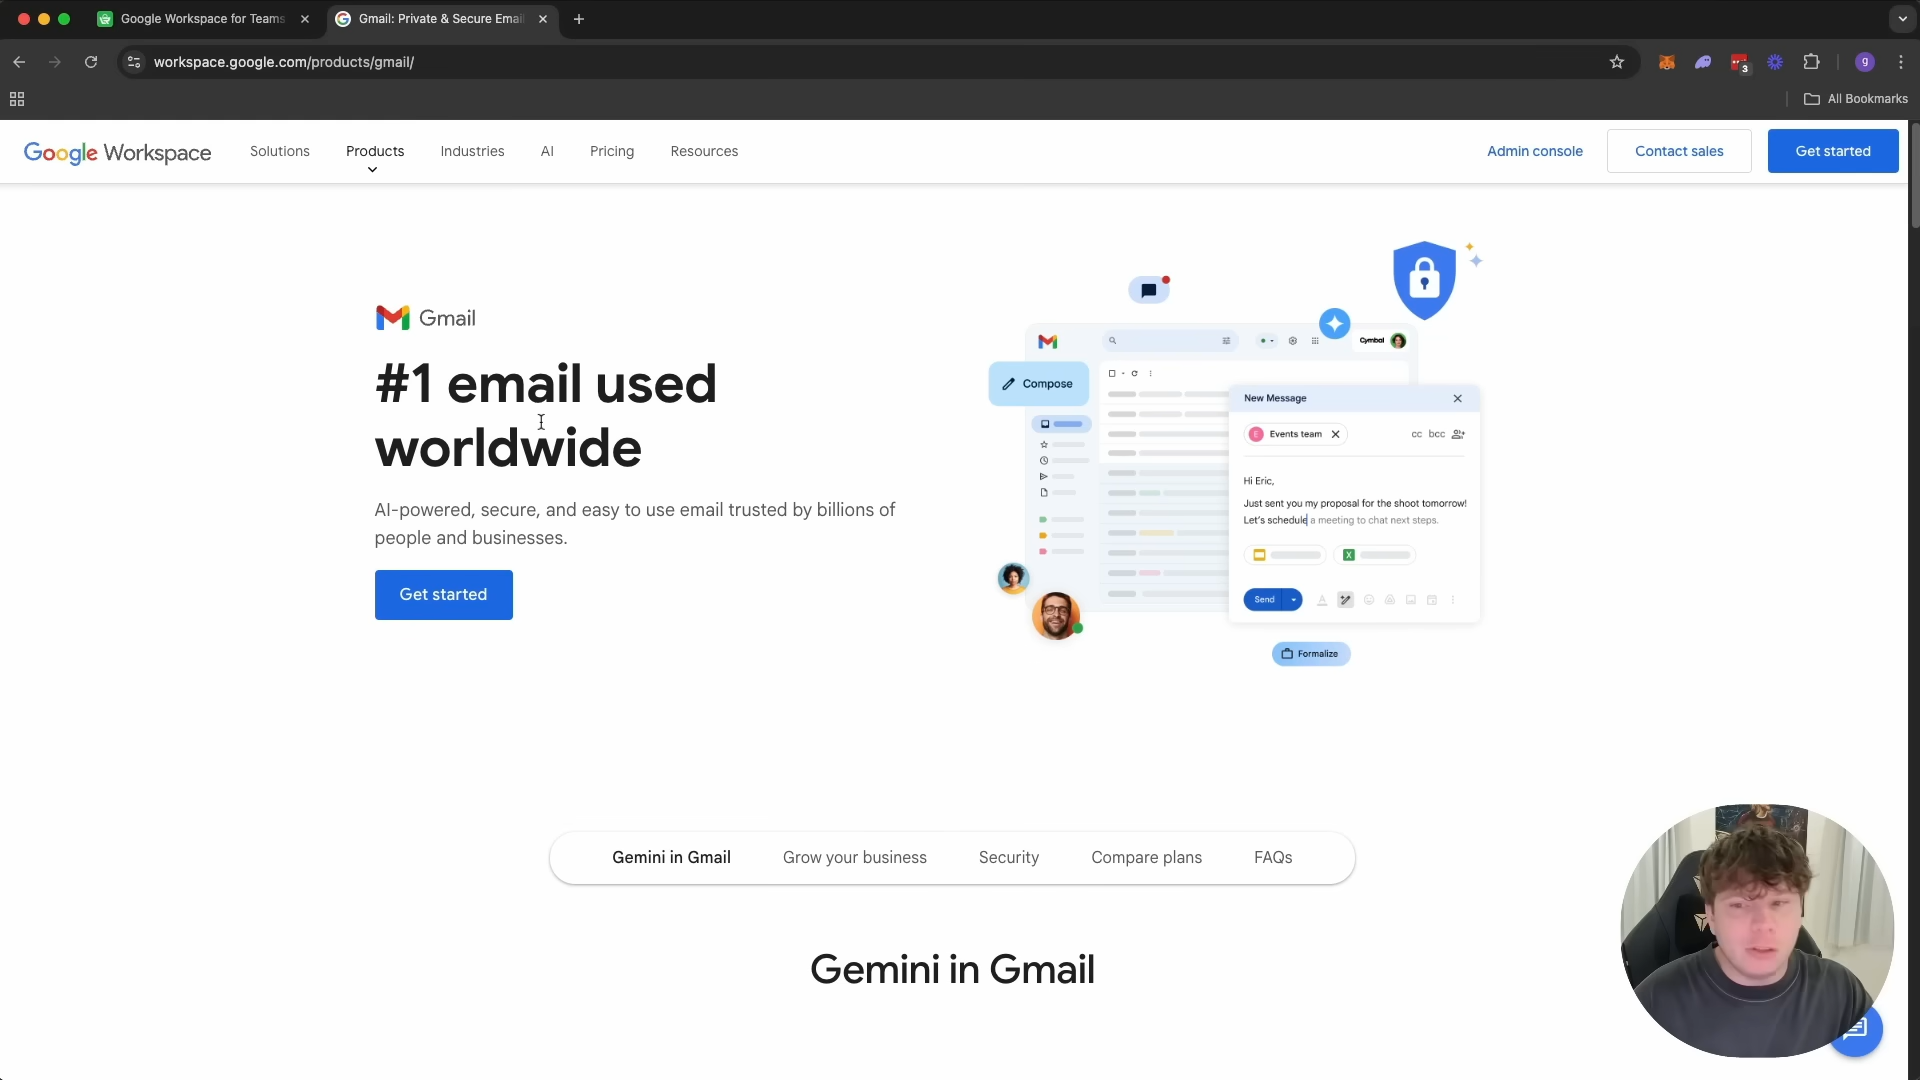 Google Workspace for Teams
Gmail: Private & Secure Email
workspace.google.com/products/gmail/
3
g
All Bookmarks
Google Workspace
Solutions
Products
Industries
AI
Pricing
Resources
Admin console
Contact sales
Get started
Gmail
#1 email used
worldwide
AI-powered, secure, and easy to use email trusted by billions of
people and businesses.
Get started
Cymbal
Compose
New Message
E
Events team
cc bcc
Hi Eric,
Just sent you my proposal for the shoot tomorrow!
Let's schedule a meeting to chat next steps.
X
Send
Formalize
Gemini in Gmail
Grow your business
Security
Compare plans
FAQs
Gemini in Gmail